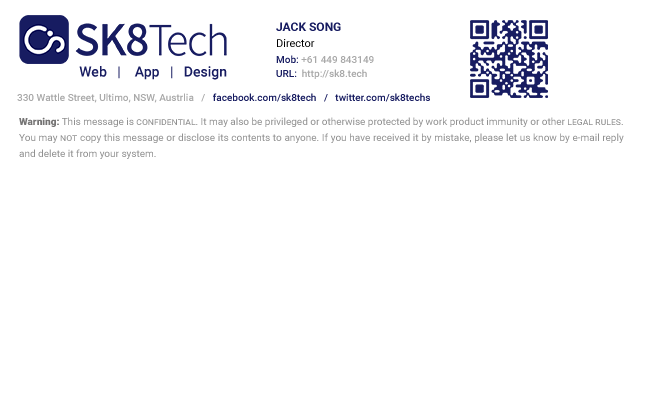 SK8Tech
Web | App | Design
JACK SONG
Director
Mob: +61 449 843149
URL: http://sk8.tech
330 Wattle Street, Ultimo, NSW, Austrlia / facebook.com/sk8tech / twitter.com/sk8techs
Warning: This message is CONFIDENTIAL. It may also be privileged or otherwise protected by work product immunity or other LEGAL RULES.
You may NOT copy this message or disclose its contents to anyone. If you have received it by mistake, please let us know by e-mail reply
and delete it from your system.